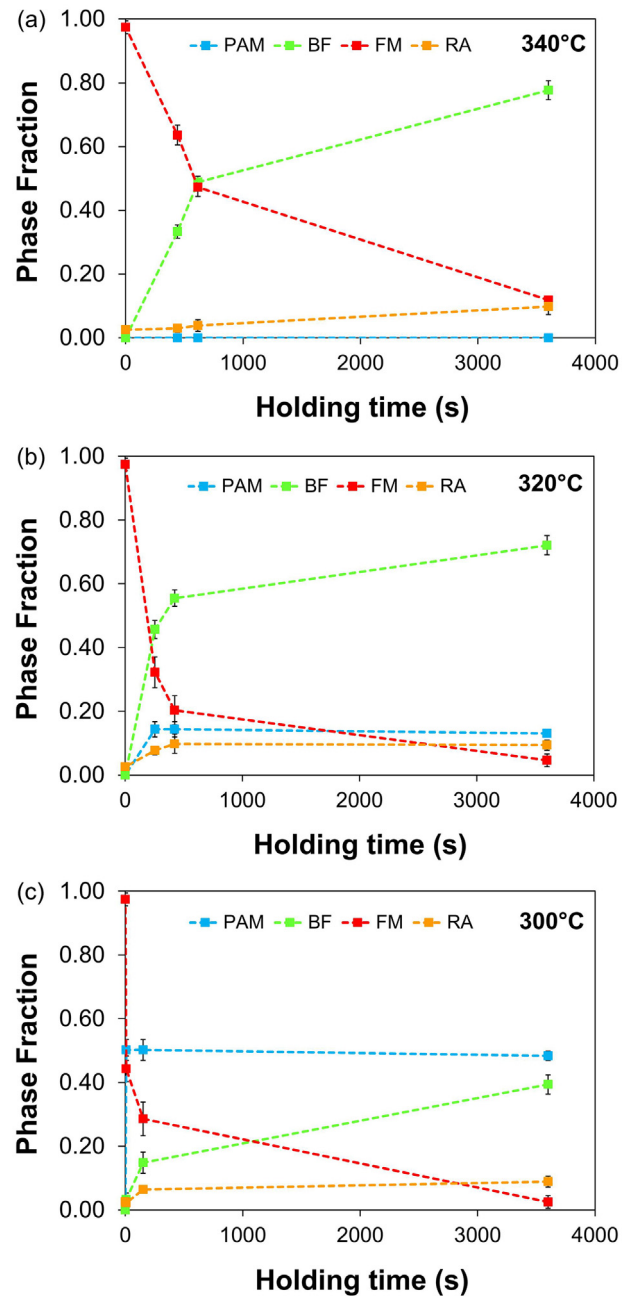 (a)
1.00
PAM BF FM RA
340°C
0.80
0.60
0.40
0.20
0.00
Phase Fraction
0 1000 2000 3000 4000
Holding time (s)
(b)
1.00
PAM BF FM RA
320°C
0.80
0.60
0.40
0.20
0.00
Phase Fraction
0 1000 2000 3000 4000
Holding time (s)
(c)
1.00
PAM BF FM RA
300°C
0.80
0.60
0.40
0.20
0.00
Phase Fraction
0 1000 2000 3000 4000
Holding time (s)